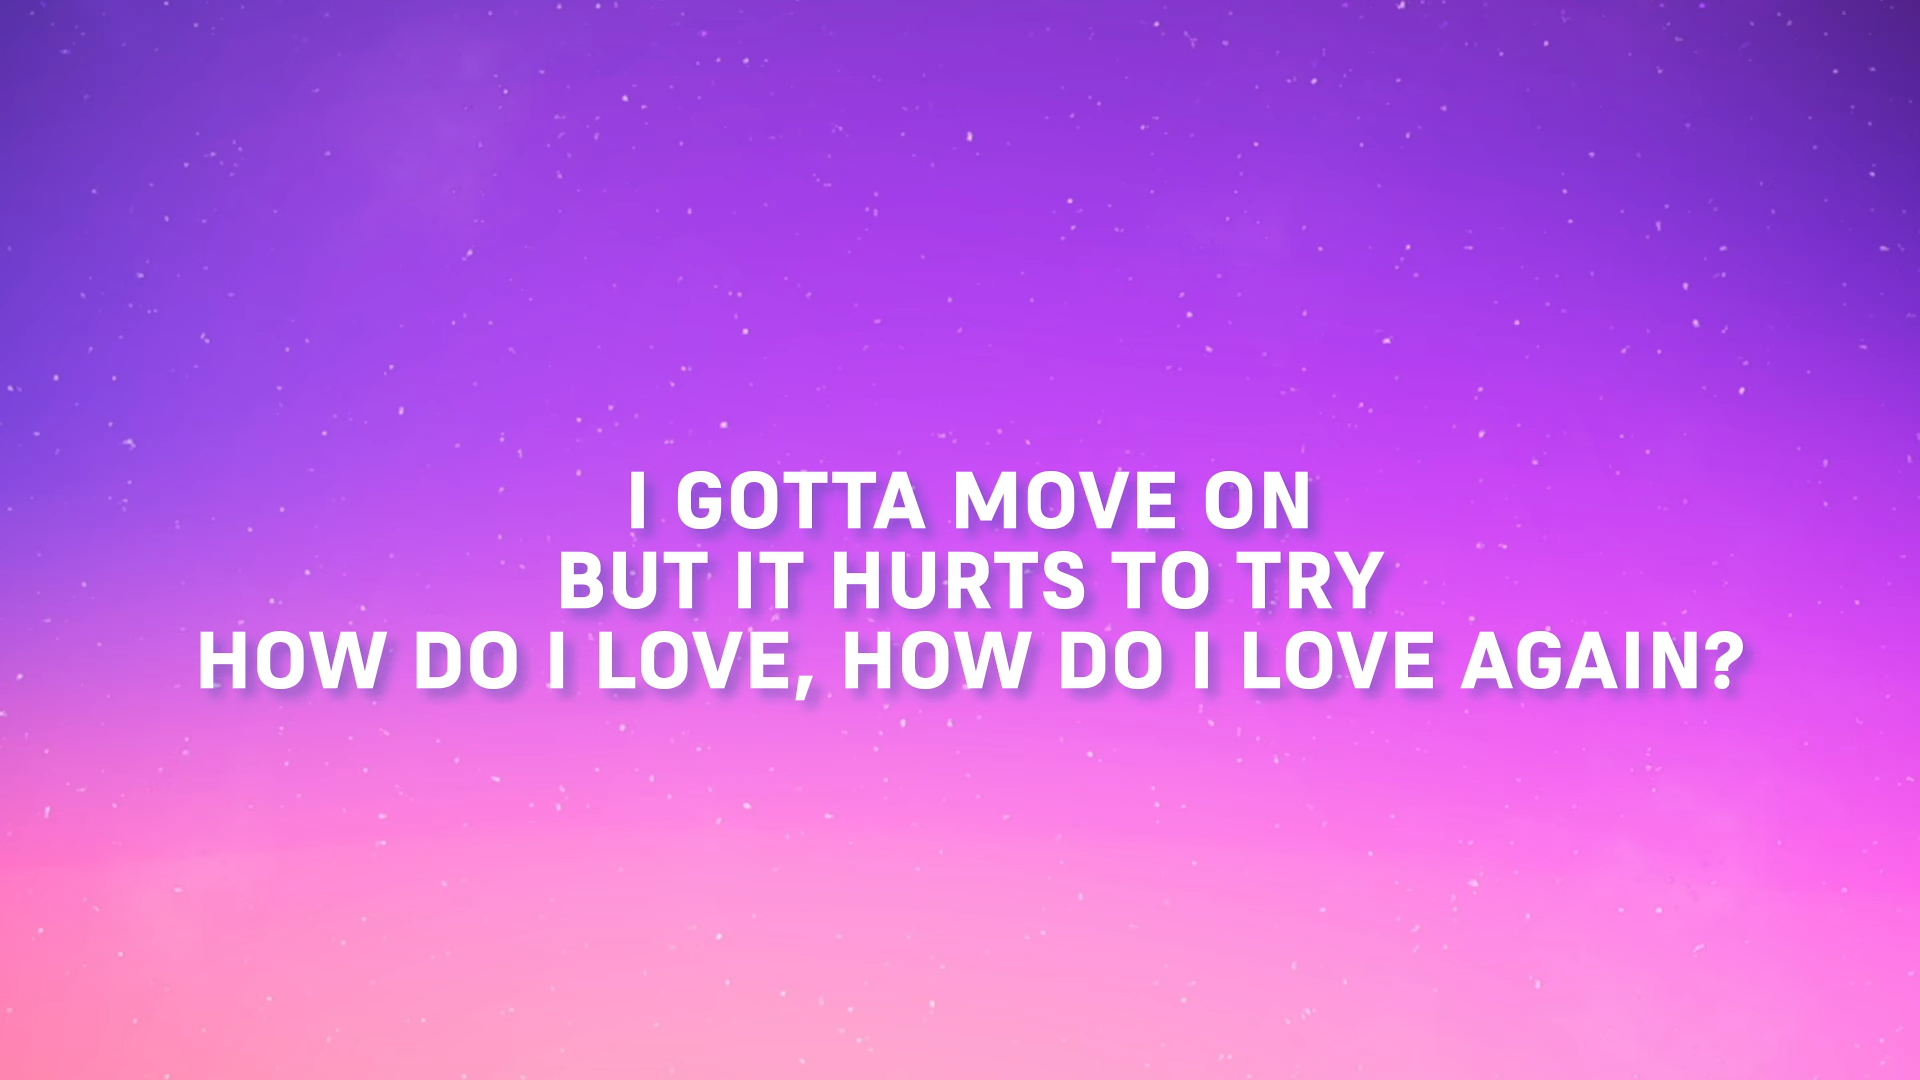 I GOTTA MOVE ON
BUT IT HURTS TO TRY
HOW DO I LOVE, HOW DO I LOVE AGAIN?